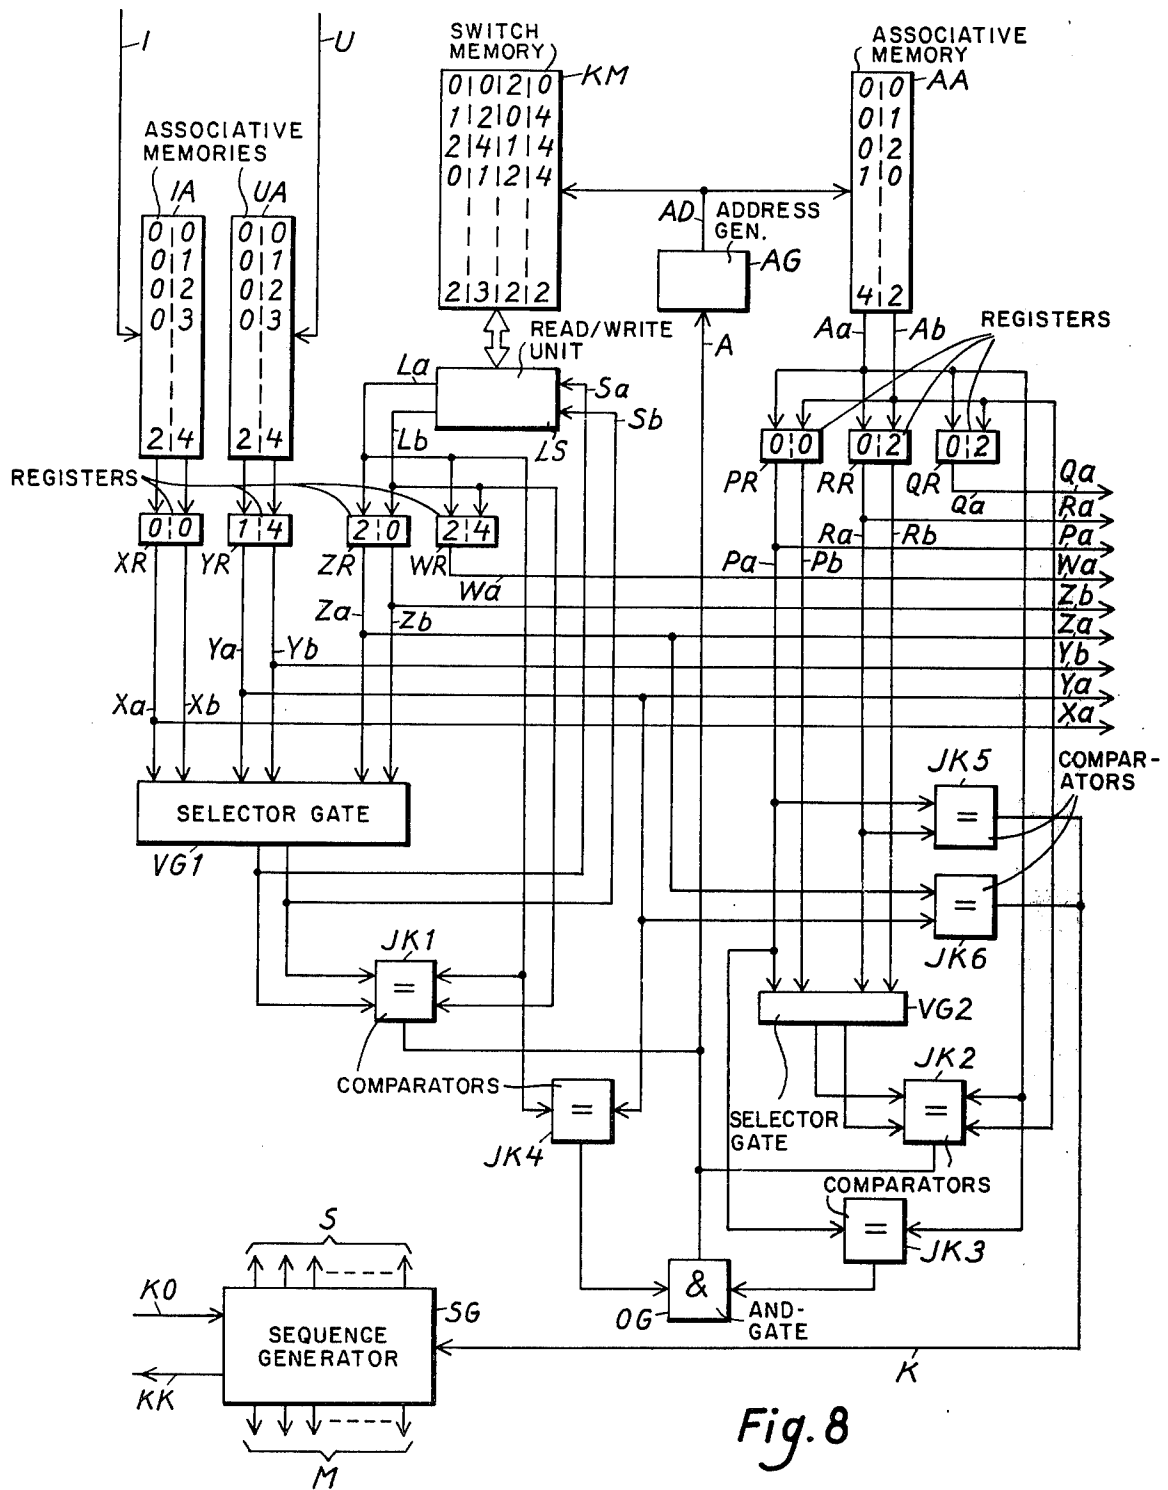 I
U
SWITCH
MEMORY
KM
0|0|2|0
1|2|0|4
2|4|1|4
0|1|2|4
2|3|2|2
ASSOCIATIVE
MEMORY
AA
0|0
0|1
0|2
1|0
4|2
ASSOCIATIVE
MEMORIES
IA
UA
0|0
0|1
0|2
0|3
2|4
0|0
0|1
0|2
0|3
2|4
AD
ADDRESS
GEN.
AG
A
READ/WRITE
UNIT
LS
La
Lb
Sa
Sb
Aa
Ab
REGISTERS
REGISTERS
0|0
XR
1|4
YR
2|0
ZR
2|4
WR
0|0
PR
0|2
RR
0|2
QR
Qa
Qa
Ra
Pa
Wa
Zb
Za
Yb
Ya
Xa
Ra
Rb
Pa
Pb
Wa
Za
Zb
Ya
Yb
Xa
Xb
SELECTOR GATE
VG1
JK5
=
COMPAR-
ATORS
=
JK6
JK1
=
VG2
COMPARATORS
=
JK4
JK2
=
SELECTOR
GATE
COMPARATORS
=
JK3
&
OG
AND-
GATE
S
KO
SG
SEQUENCE
GENERATOR
KK
K
M
Fig. 8